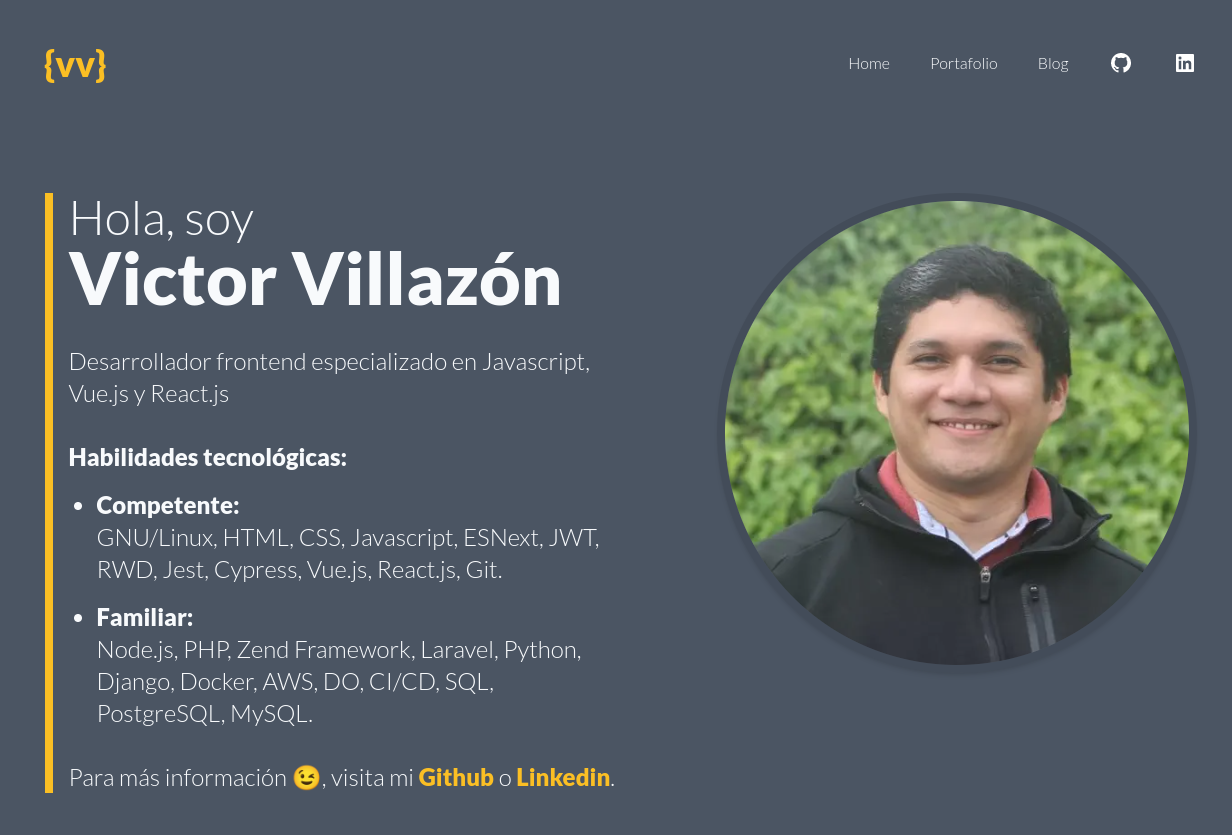 {vv}
Home
Portafolio
Blog
Hola, soy
Victor Villazón
Desarrollador frontend especializado en Javascript,
Vue.js y React.js
Habilidades tecnológicas:
• Competente:
GNU/Linux, HTML, CSS, Javascript, ESNext, JWT,
RWD, Jest, Cypress, Vue.js, React.js, Git.
• Familiar:
Node.js, PHP, Zend Framework, Laravel, Python,
Django, Docker, AWS, DO, CI/CD, SQL,
PostgreSQL, MySQL.
Para más información 😉, visita mi Github o Linkedin.